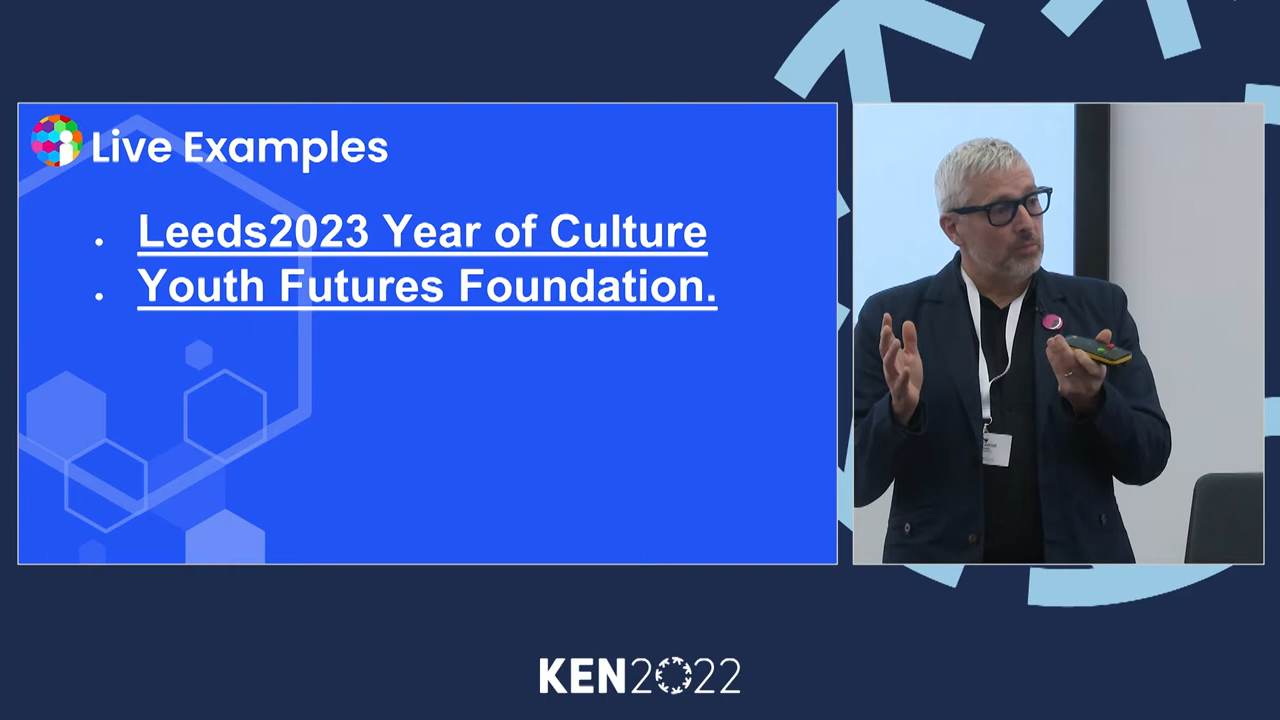 Live Examples
• Leeds2023 Year of Culture
• Youth Futures Foundation.
KEN2022